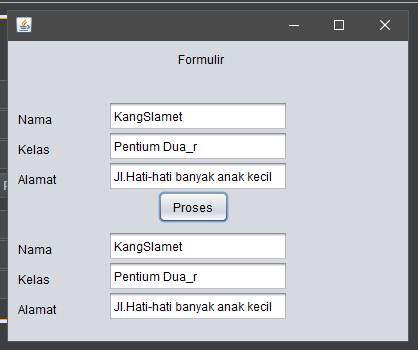 Formulir
Nama KangSlamet
Kelas Pentium Dua_r
Alamat Jl.Hati-hati banyak anak kecil
Proses
Nama KangSlamet
Kelas Pentium Dua_r
Alamat Jl.Hati-hati banyak anak kecil